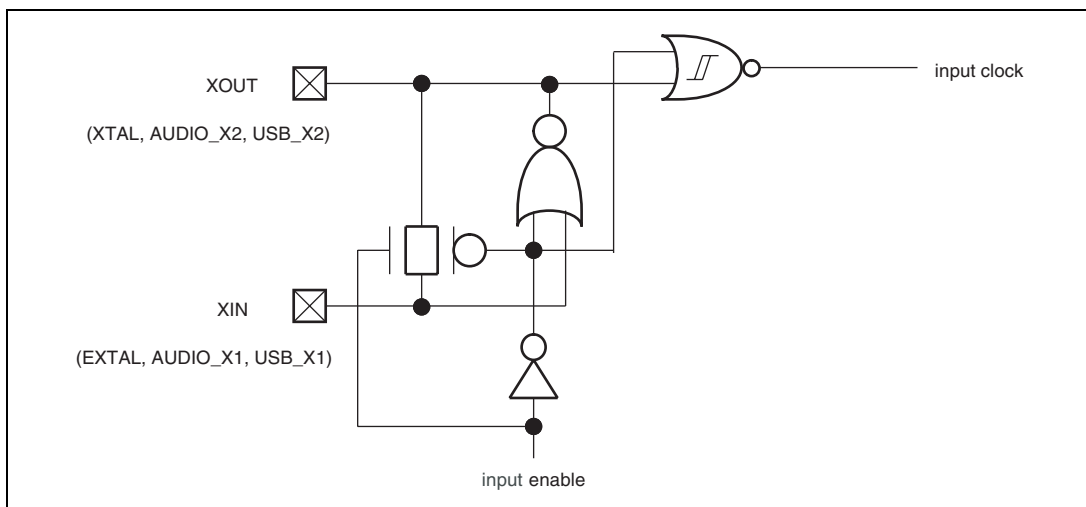 XOUT
(XTAL, AUDIO_X2, USB_X2)
input clock
XIN
(EXTAL, AUDIO_X1, USB_X1)
input enable